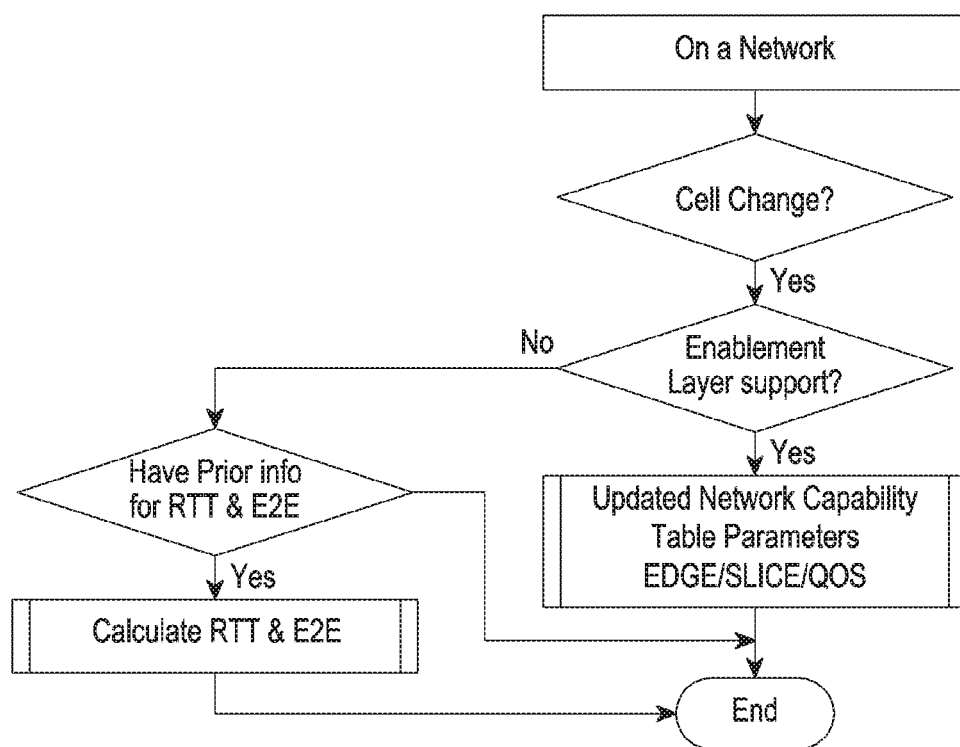 On a Network
Cell Change?
Yes
No
Enablement
Layer support?
Yes
Have Prior info
for RTT & E2E
Yes
Updated Network Capability
Table Parameters
EDGE/SLICE/QOS
Calculate RTT & E2E
End